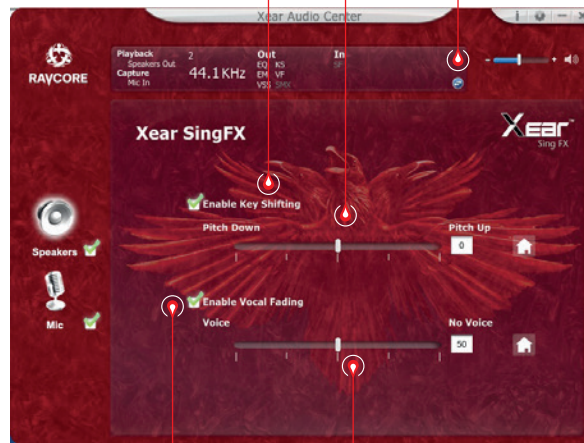 Xear Audio Center
i
RAVCORE
Playback 2 Out In
Speakers Out EQ KS SF
Capture 44.1KHz EM VF
Mic In VSS SMX
- +
Xear SingFX
Xear
Sing FX
Enable Key Shifting
Pitch Down Pitch Up
0
Speakers
Enable Vocal Fading
Mic
Voice No Voice
50